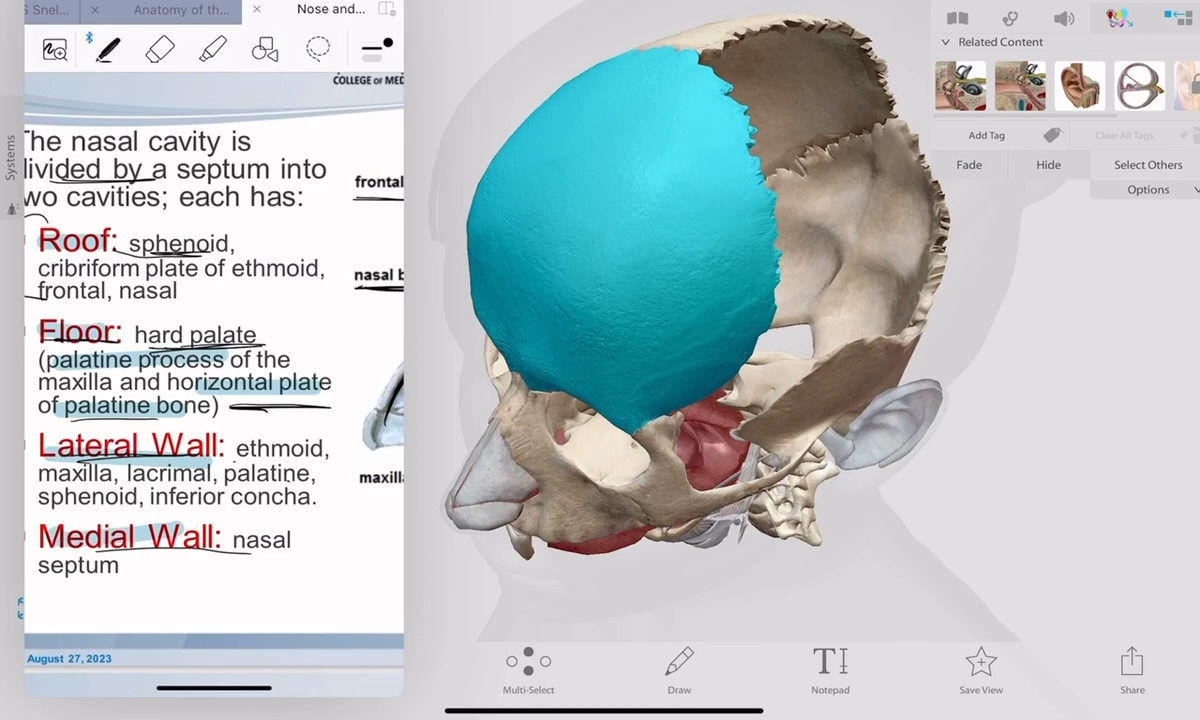 Snel...
Anatomy of th...
Nose and...
COLLEGE OF MED
The nasal cavity is
divided by a septum into
two cavities; each has:
Roof: sphenoid,
cribriform plate of ethmoid,
frontal, nasal
Floor: hard palate
(palatine process of the
maxilla and horizontal plate
of palatine bone)
Lateral Wall: ethmoid,
maxilla, lacrimal, palatine,
sphenoid, inferior concha.
Medial Wall: nasal
septum
August 27, 2023
frontal
nasal b
maxilla
Systems
Related Content
Add Tag
Clear All Tags
Fade
Hide
Select Others
Options
Multi-Select
Draw
Notepad
Save View
Share